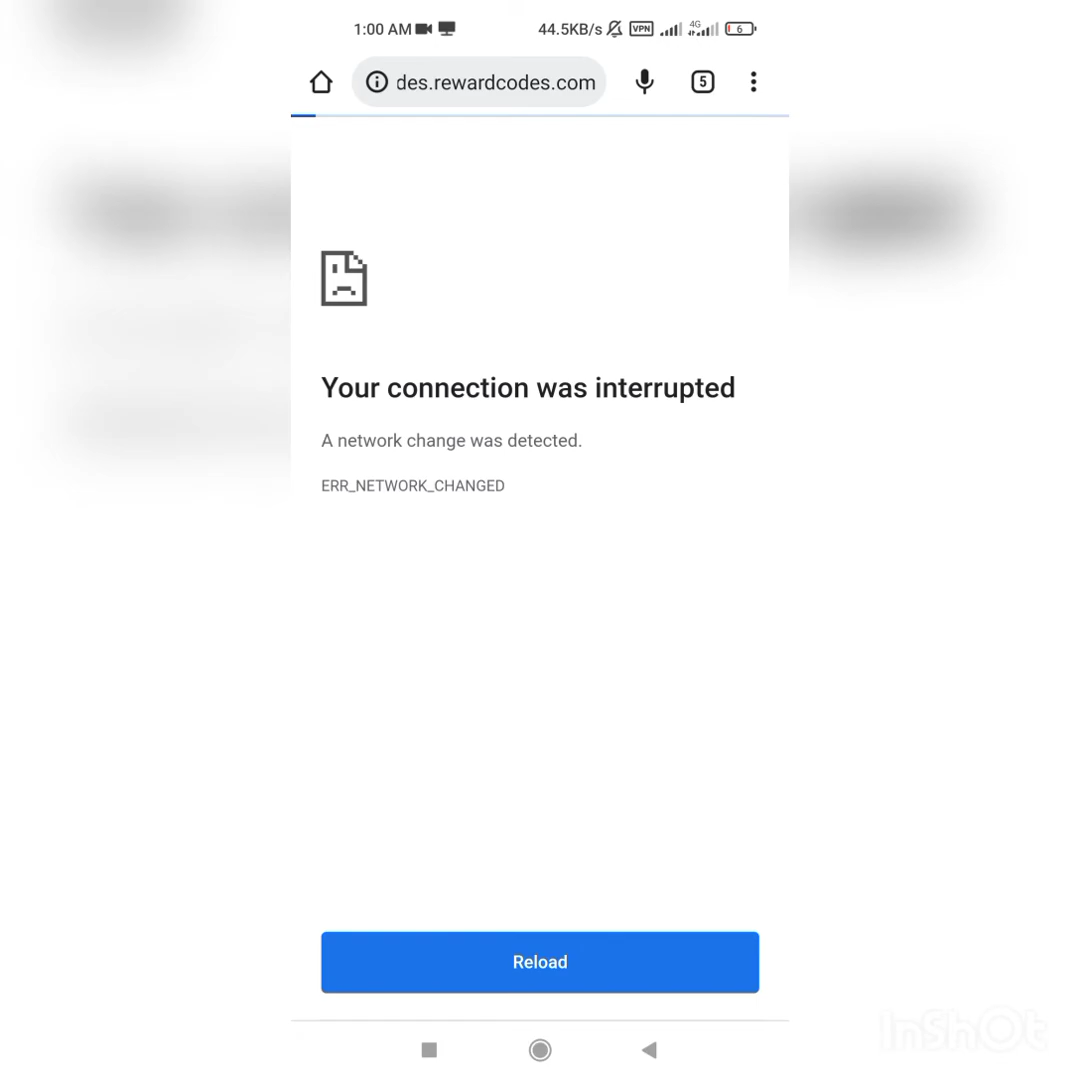 1:00 AM 44.5KB/s VPN 4G 6
des.rewardcodes.com 5
Your connection was interrupted
A network change was detected.
ERR_NETWORK_CHANGED
Reload
InShOt